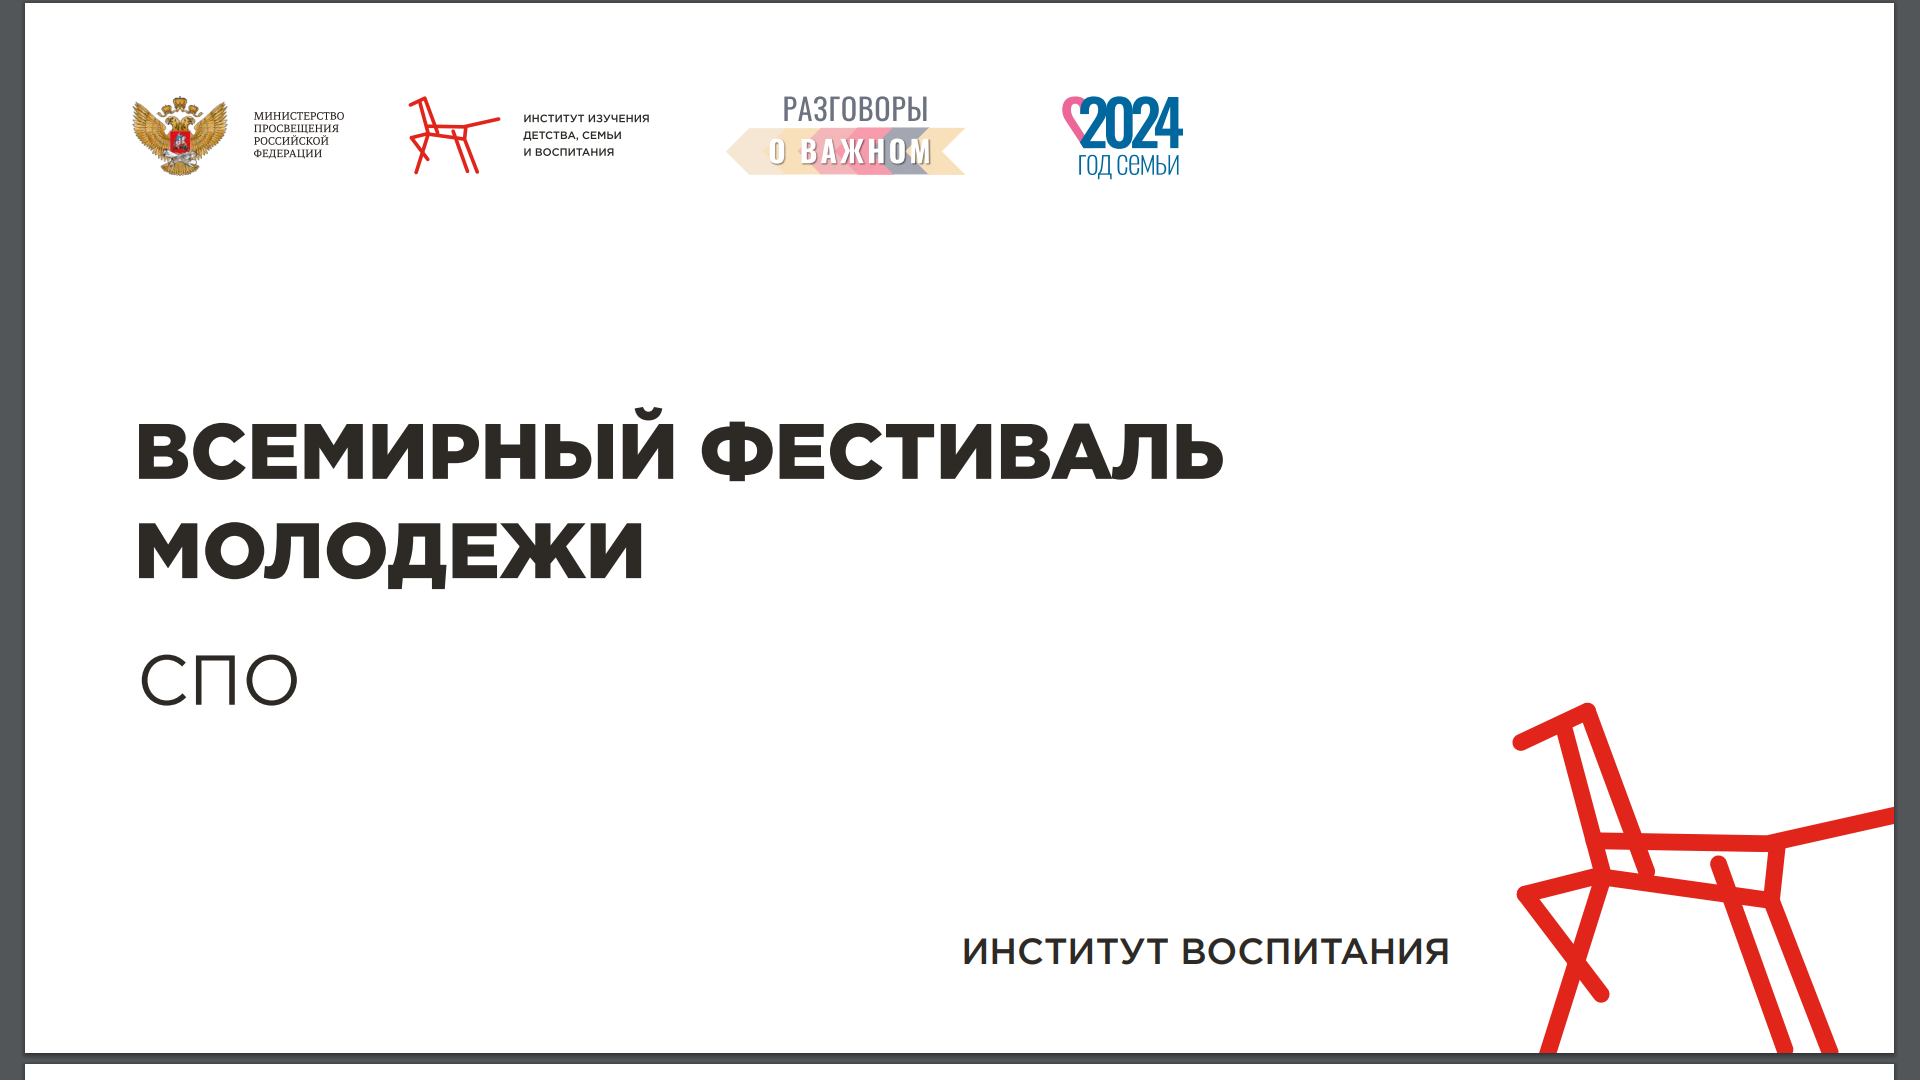 МИНИСТЕРСТВО
ПРОСВЕЩЕНИЯ
РОССИЙСКОЙ
ФЕДЕРАЦИИ
ИНСТИТУТ ИЗУЧЕНИЯ
ДЕТСТВА, СЕМЬИ
И ВОСПИТАНИЯ
РАЗГОВОРЫ
О ВАЖНОМ
2024
ГОД СЕМЬИ
ВСЕМИРНЫЙ ФЕСТИВАЛЬ
МОЛОДЕЖИ
СПО
ИНСТИТУТ ВОСПИТАНИЯ